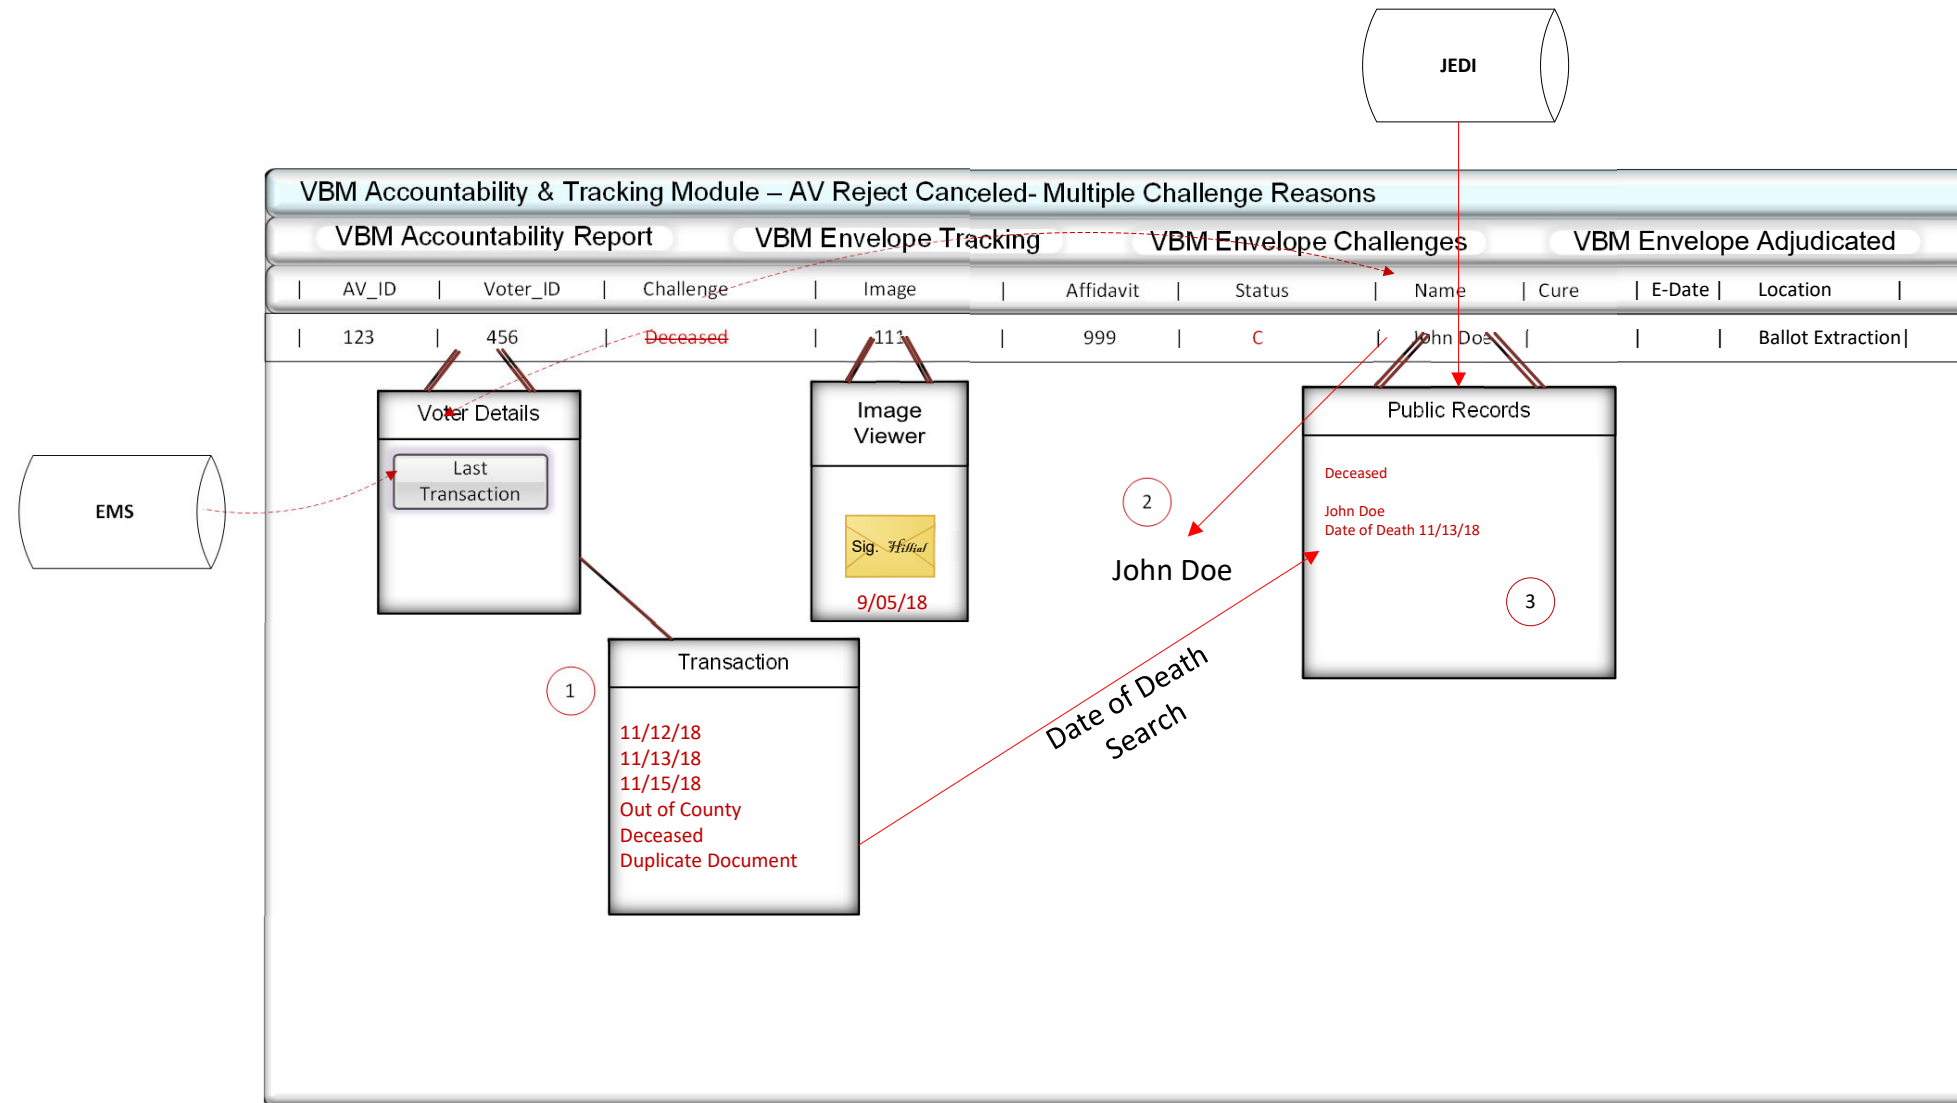 JEDI
VBM Accountability & Tracking Module – AV Reject Canceled- Multiple Challenge Reasons
VBM Accountability Report
VBM Envelope Tracking
VBM Envelope Challenges
VBM Envelope Adjudicated
| AV_ID | Voter_ID | Challenge | Image | Affidavit | Status | Name | Cure | E-Date | Location |
| 123 | 456 | Deceased | 111 | 999 | C | John Doe | | | Ballot Extraction |
Voter Details
Last
Transaction
EMS
Image
Viewer
Sig.
9/05/18
2
John Doe
Public Records
Deceased
John Doe
Date of Death 11/13/18
3
1
Transaction
11/12/18
11/13/18
11/15/18
Out of County
Deceased
Duplicate Document
Date of Death
Search